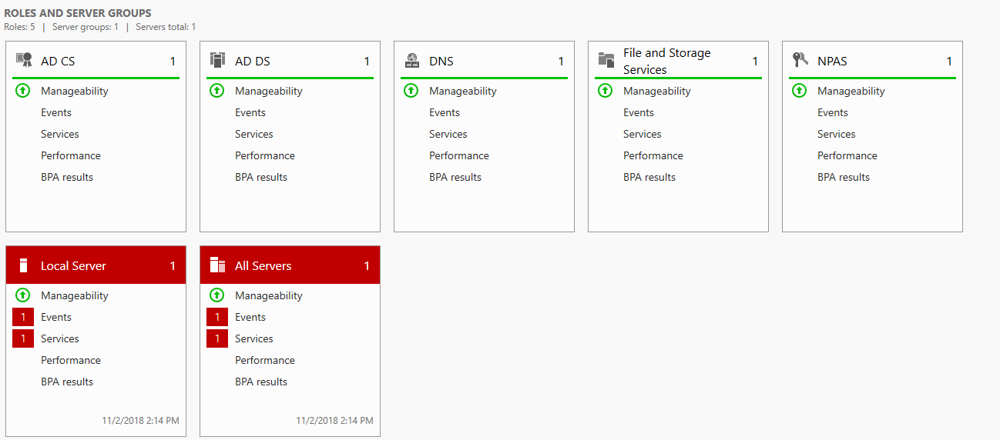 ROLES AND SERVER GROUPS
Roles: 5 | Server groups: 1 | Servers total: 1
AD CS 1
Manageability
Events
Services
Performance
BPA results
AD DS 1
Manageability
Events
Services
Performance
BPA results
DNS 1
Manageability
Events
Services
Performance
BPA results
File and Storage
Services 1
Manageability
Events
Services
Performance
BPA results
NPAS 1
Manageability
Events
Services
Performance
BPA results
Local Server 1
Manageability
1 Events
1 Services
Performance
BPA results
11/2/2018 2:14 PM
All Servers 1
Manageability
1 Events
1 Services
Performance
BPA results
11/2/2018 2:14 PM